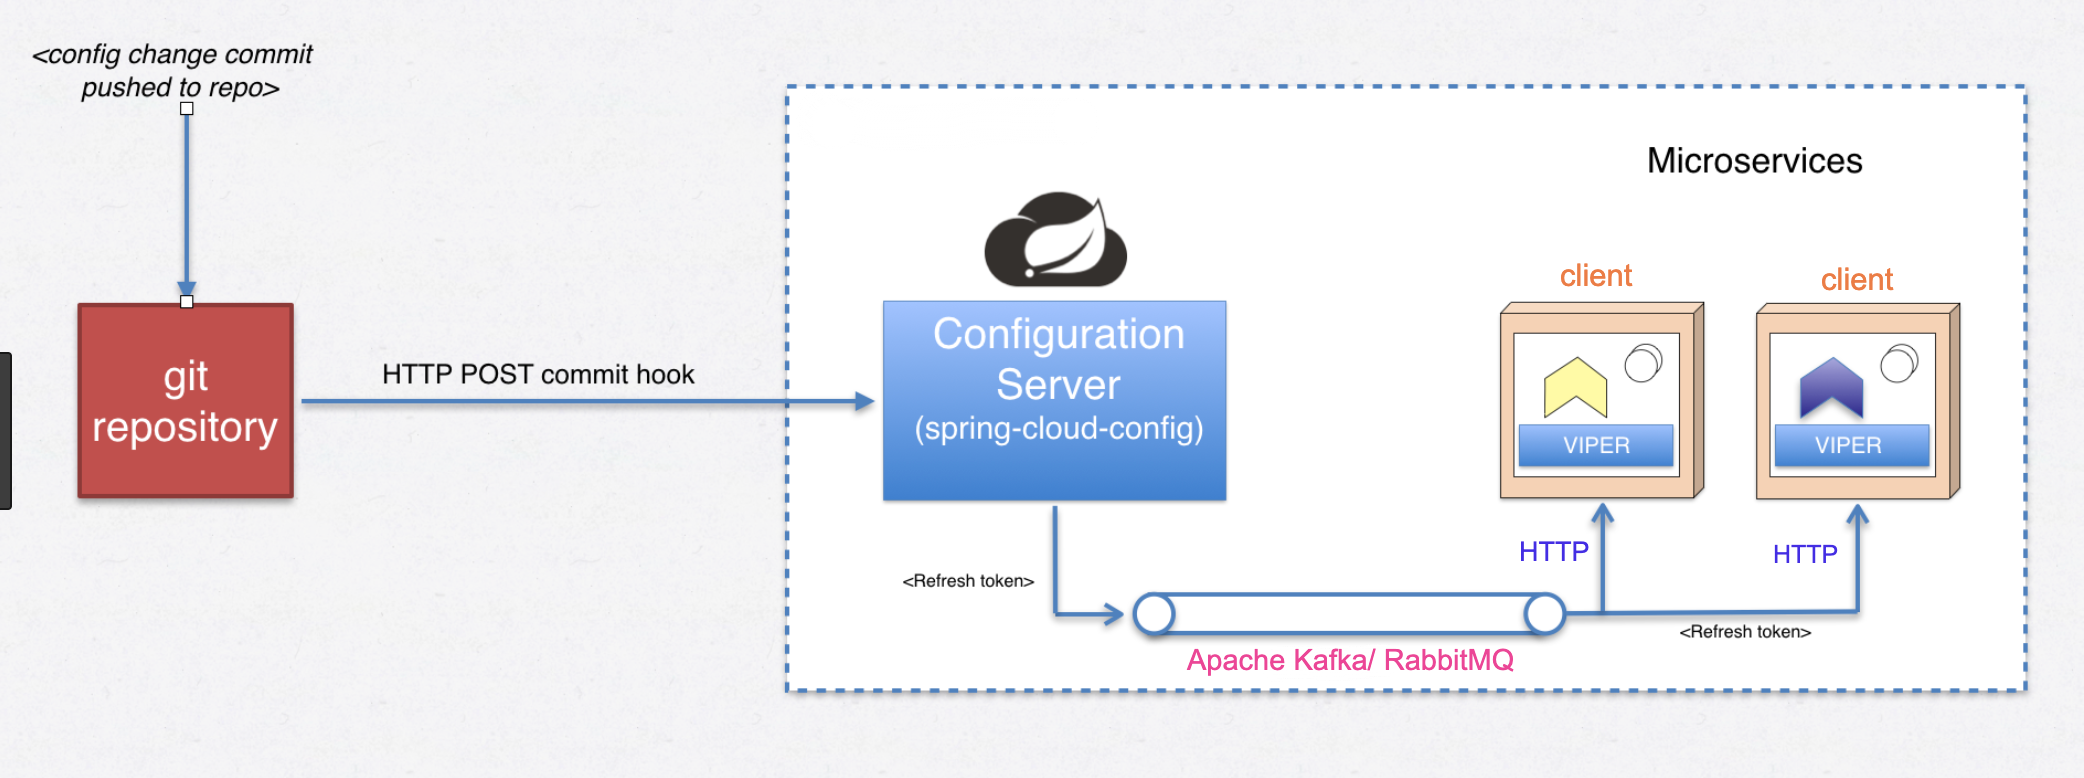 <config change commit
pushed to repo>
Microservices
client
client
Configuration
Server
(spring-cloud-config)
git
repository
HTTP POST commit hook
VIPER
VIPER
HTTP
HTTP
<Refresh token>
<Refresh token>
Apache Kafka/ RabbitMQ